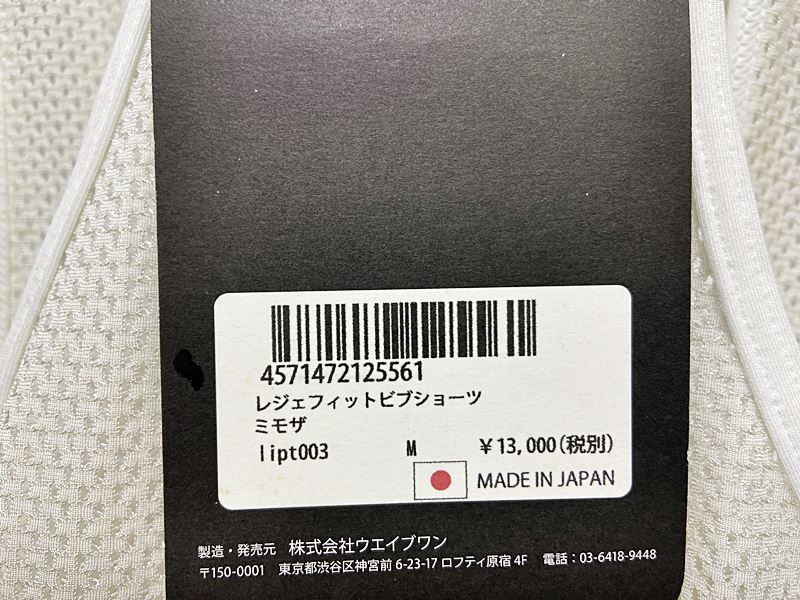 4571472125561
レジェフィットビブショーツ
ミモザ
lipt003 M ￥13,000(税別)
MADE IN JAPAN
製造・発売元 株式会社ウエイブワン
〒150-0001 東京都渋谷区神宮前 6-23-17 ロフティ原宿 4F 電話：03-6418-9448